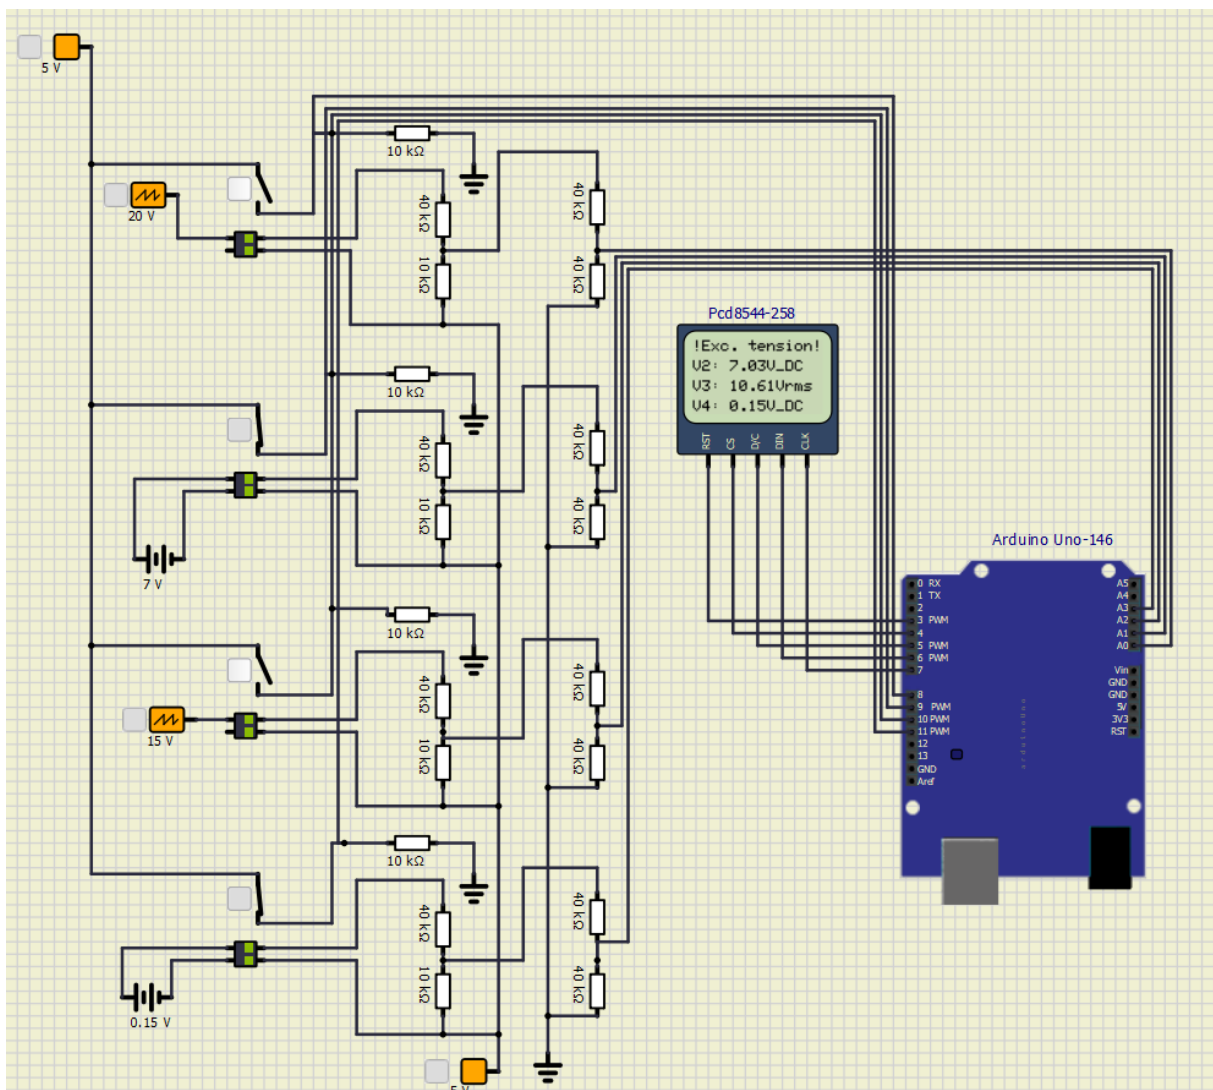 5 V
10 kΩ
20 V
40 kΩ
10 kΩ
40 kΩ
40 kΩ
Pcd8544-258
!Exc. tension!
V2: 7.03V_DC
V3: 10.61Vrms
V4: 0.15V_DC
RST
CS
D/C
DIN
CLK
10 kΩ
40 kΩ
10 kΩ
40 kΩ
40 kΩ
7 V
Arduino Uno-146
0 RX
1 TX
2
3 PWM
4
5 PWM
6 PWM
7
8
9 PWM
10 PWM
11 PWM
12
13
GND
Aref
A5
A4
A3
A2
A1
A0
Vin
GND
GND
5V
3V3
RST
10 kΩ
40 kΩ
10 kΩ
40 kΩ
40 kΩ
15 V
10 kΩ
40 kΩ
10 kΩ
40 kΩ
40 kΩ
0.15 V
5 V